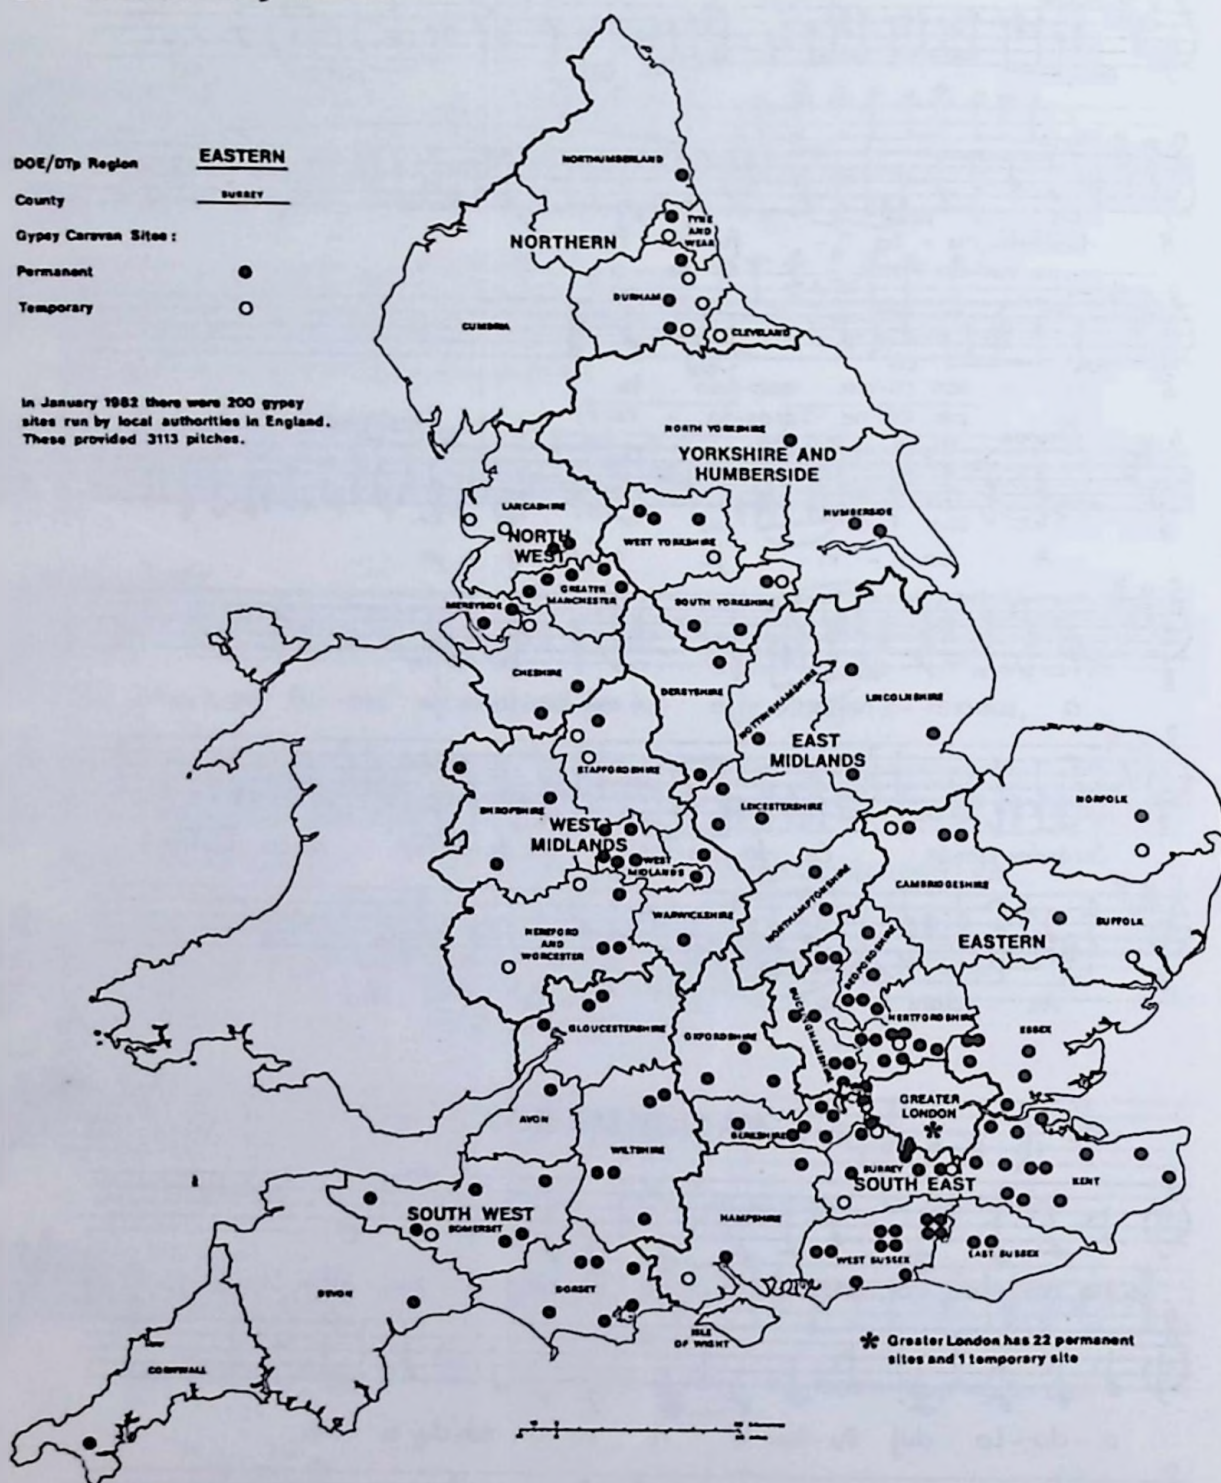 DOE/DTp Region EASTERN
County SURREY
Gypsy Caravan Sites :
Permanent
Temporary
In January 1982 there were 200 gypsy
sites run by local authorities in England.
These provided 3113 pitches.
NORTHUMBERLAND
TYNE
AND
WEAR
NORTHERN
DURHAM
CUMBRIA
CLEVELAND
NORTH YORKSHIRE
YORKSHIRE AND
HUMBERSIDE
LANCASHIRE
HUMBERSIDE
NORTH
WEST
WEST YORKSHIRE
GREATER
MANCHESTER
MERSEYSIDE
SOUTH YORKSHIRE
CHESHIRE
DERBYSHIRE
NOTTINGHAMSHIRE
LINCOLNSHIRE
EAST
MIDLANDS
STAFFORDSHIRE
SHROPSHIRE
LEICESTERSHIRE
NORFOLK
WEST
MIDLANDS
WEST
MIDLANDS
CAMBRIDGESHIRE
WARWICKSHIRE
NORTHAMPTONSHIRE
SUFFOLK
HEREFORD
AND
WORCESTER
BEDFORDSHIRE
EASTERN
BUCKINGHAMSHIRE
HERTFORDSHIRE
GLOUCESTERSHIRE
OXFORDSHIRE
ESSEX
AVON
GREATER
LONDON
*
BERKSHIRE
WILTSHIRE
SURREY
SOUTH EAST
KENT
SOUTH WEST
SOMERSET
HAMPSHIRE
WEST SUSSEX
EAST SUSSEX
DEVON
DORSET
ISLE
OF WIGHT
* Greater London has 22 permanent
sites and 1 temporary site
CORNWALL